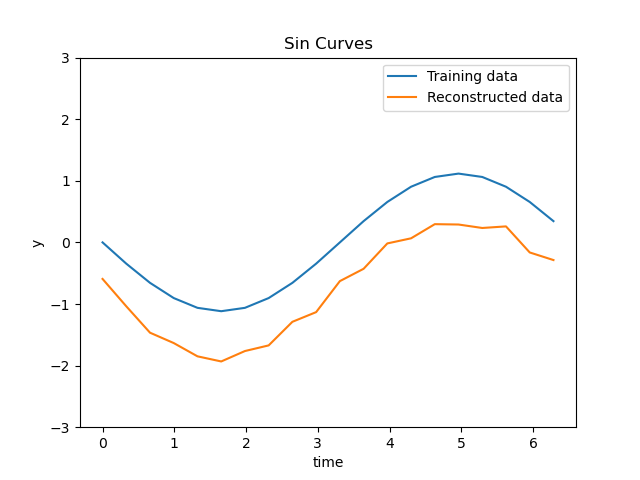 Sin Curves
Training data
Reconstructed data
3
2
1
0
−1
−2
−3
y
0 1 2 3 4 5 6
time